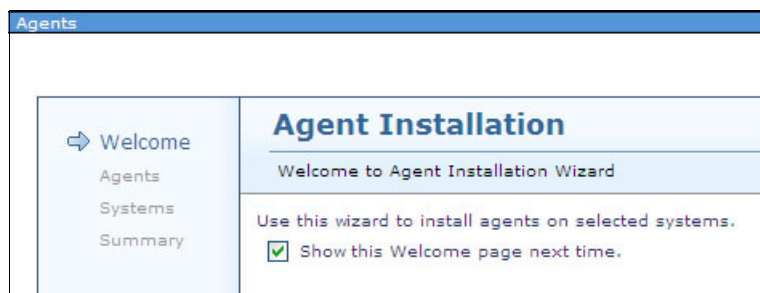 Agents
Welcome
Agents
Systems
Summary
Agent Installation
Welcome to Agent Installation Wizard
Use this wizard to install agents on selected systems.
Show this Welcome page next time.